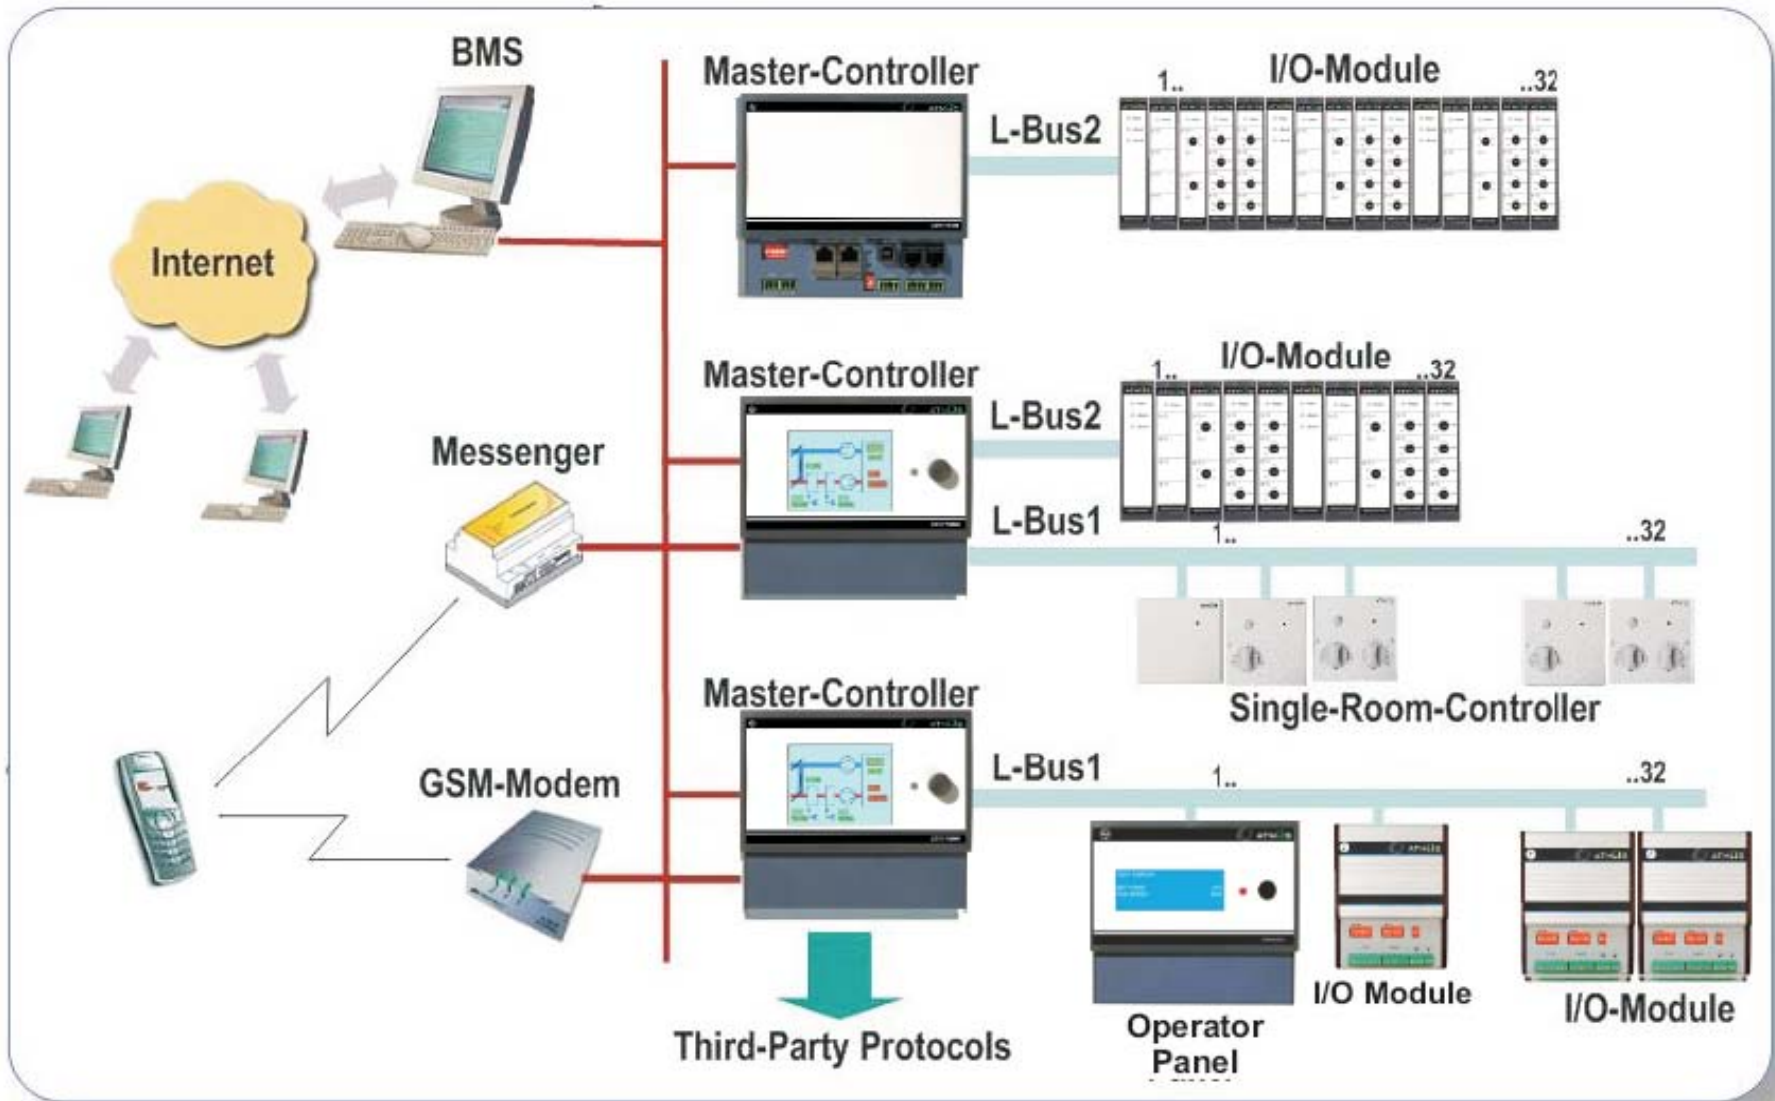 BMS
Master-Controller
I/O-Module
1..
..32
L-Bus2
Internet
Master-Controller
I/O-Module
1..
..32
L-Bus2
Messenger
L-Bus1
1..
..32
Single-Room-Controller
Master-Controller
GSM-Modem
L-Bus1
1..
..32
I/O Module
I/O-Module
Operator
Panel
Third-Party Protocols